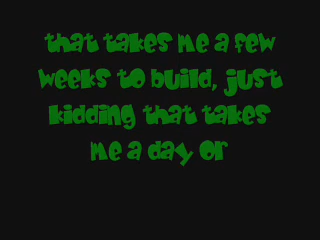 that takes me a few
weeks to build, just
kidding that takes
me a day or